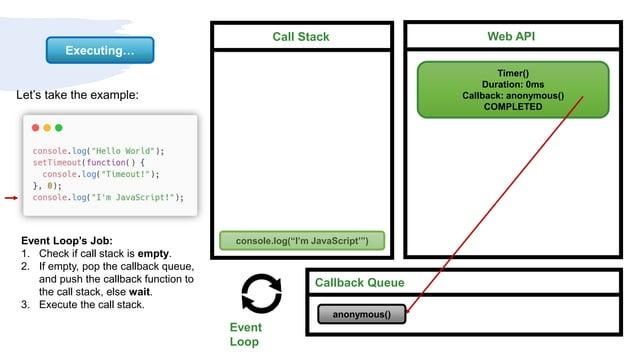 Executing…
Let's take the example:
console.log("Hello World");
setTimeout(function() {
console.log("Timeout!");
}, 0);
console.log("I'm JavaScript!");
Event Loop's Job:
1. Check if call stack is empty.
2. If empty, pop the callback queue,
and push the callback function to
the call stack, else wait.
3. Execute the call stack.
Call Stack
console.log("I'm JavaScript'")
Web API
Timer()
Duration: 0ms
Callback: anonymous()
COMPLETED
Event
Loop
Callback Queue
anonymous()